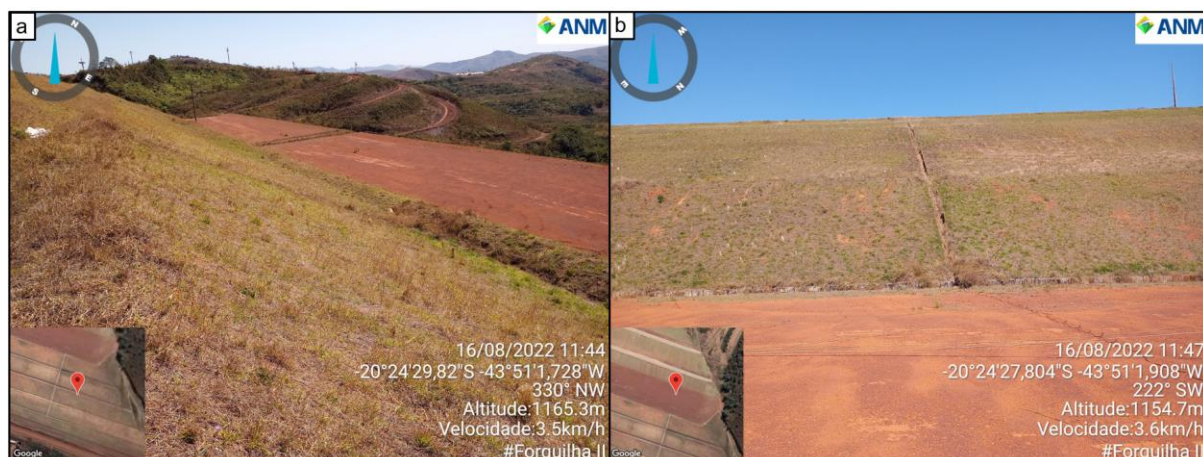 a
N
E
S
ANM
16/08/2022 11:44
-20°24'29,82"S -43°51'1,728"W
330° NW
Altitude:1165.3m
Velocidade:3.5km/h
#Forquilha II
Google
b
W
N
E
ANM
16/08/2022 11:47
-20°24'27,804"S -43°51'1,908"W
222° SW
Altitude:1154.7m
Velocidade:3.6km/h
#Forquilha II
Google